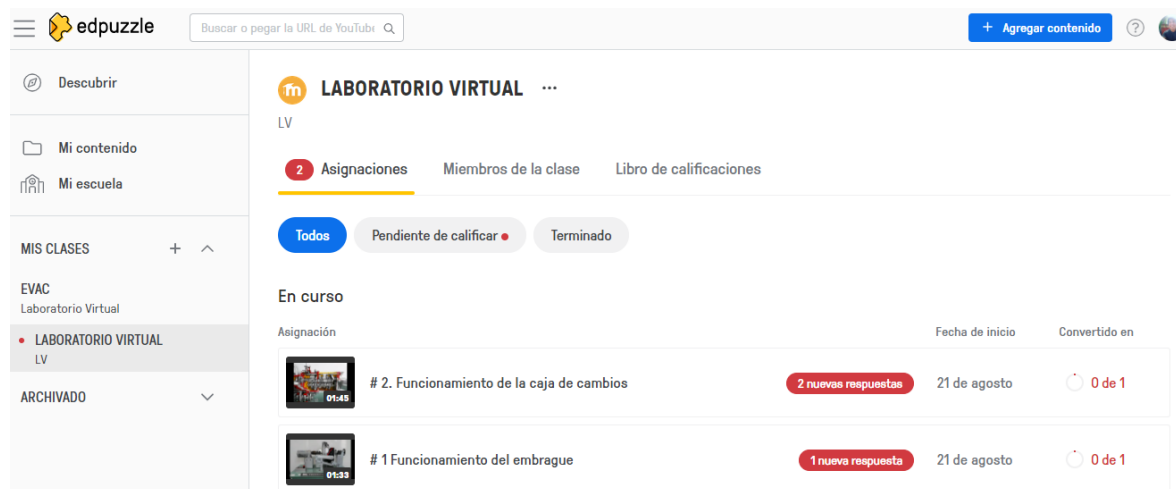 edpuzzle
Buscar o pegar la URL de YouTube
+ Agregar contenido
?
Descubrir
Mi contenido
Mi escuela
MIS CLASES
EVAC
Laboratorio Virtual
LABORATORIO VIRTUAL
LV
ARCHIVADO
LABORATORIO VIRTUAL ...
LV
2 Asignaciones Miembros de la clase Libro de calificaciones
Todos Pendiente de calificar Terminado
En curso
Asignación Fecha de inicio Convertido en
01:45 # 2. Funcionamiento de la caja de cambios 2 nuevas respuestas 21 de agosto 0 de 1
01:33 # 1 Funcionamiento del embrague 1 nueva respuesta 21 de agosto 0 de 1